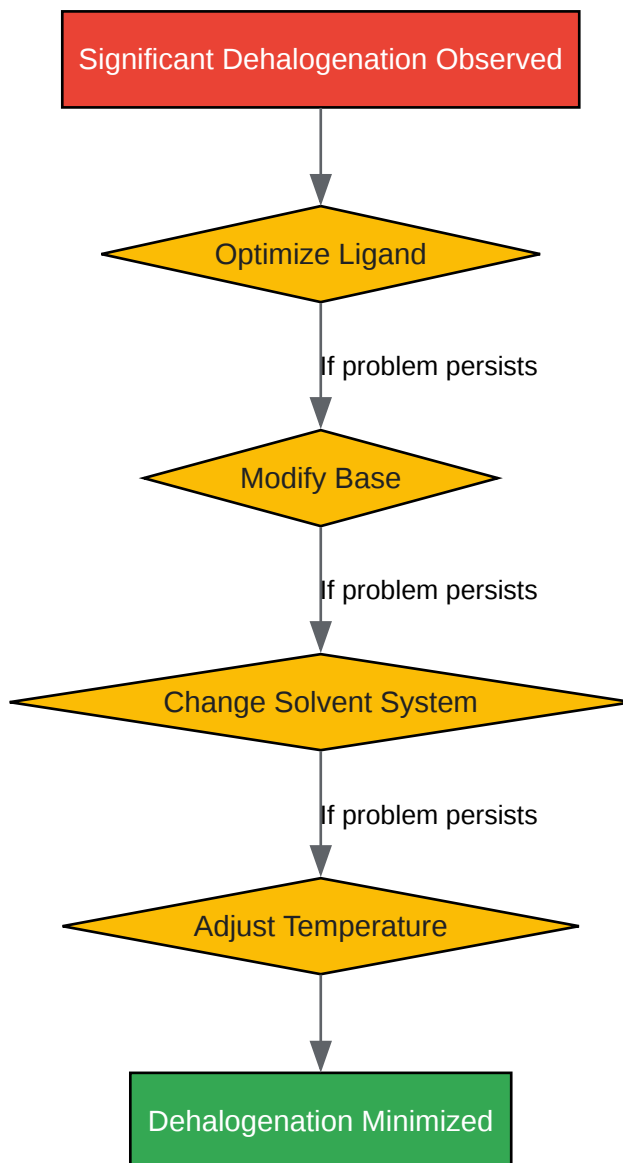 Significant Dehalogenation Observed
Optimize Ligand
If problem persists
Modify Base
If problem persists
Change Solvent System
If problem persists
Adjust Temperature
Dehalogenation Minimized